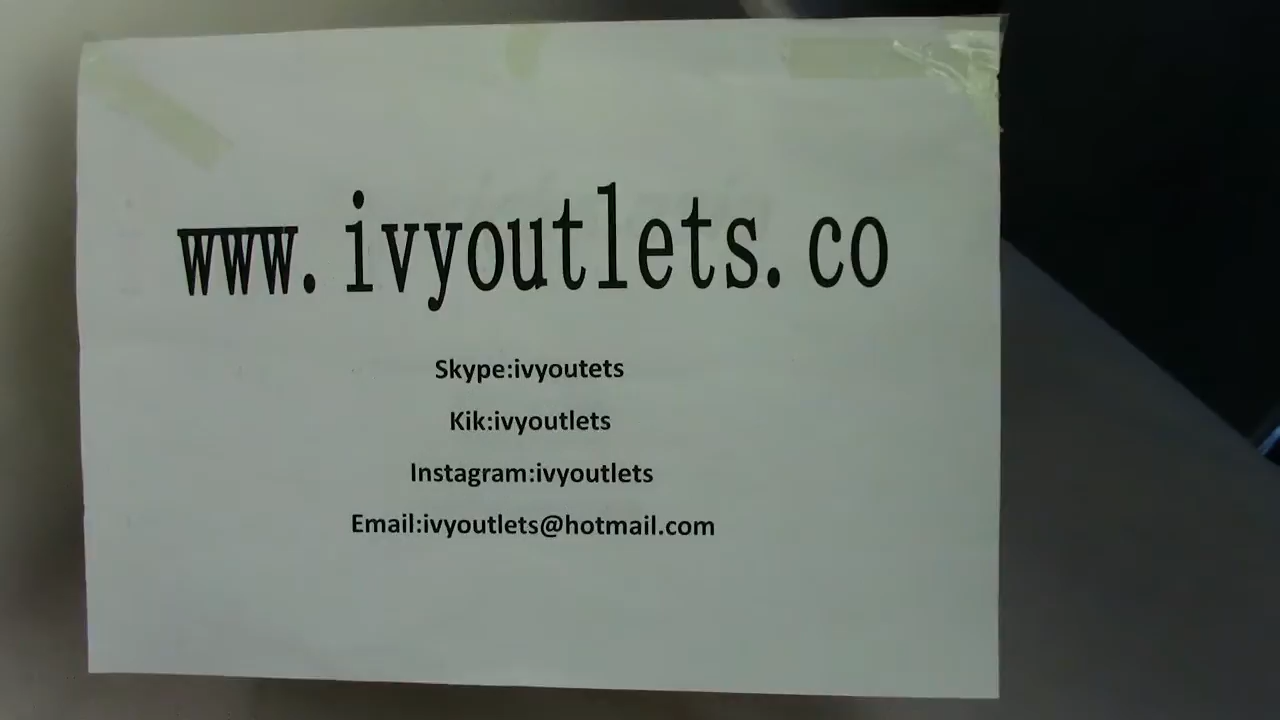 www.ivyoutlets.co
Skype:ivyoutets
Kik:ivyoutlets
Instagram:ivyoutlets
Email:ivyoutlets@hotmail.com